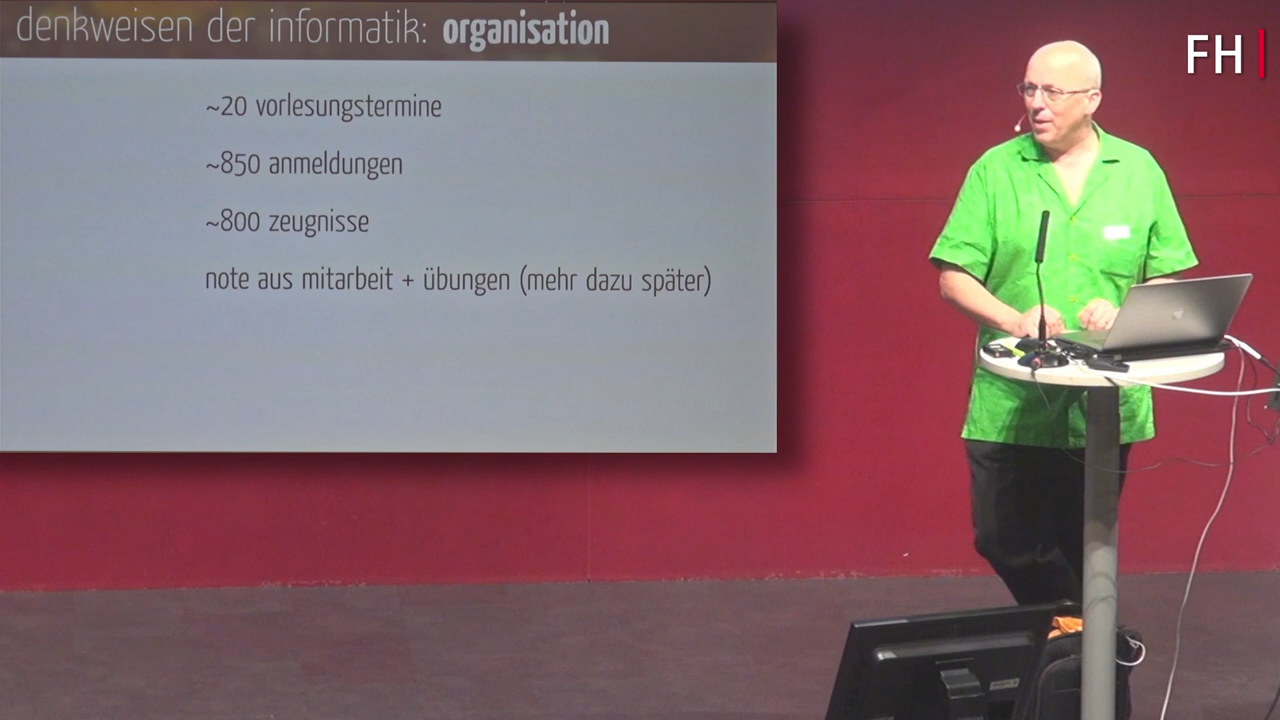 denkweisen der informatik: organisation
FH
~20 vorlesungstermine
~850 anmeldungen
~800 zeugnisse
note aus mitarbeit + übungen (mehr dazu später)